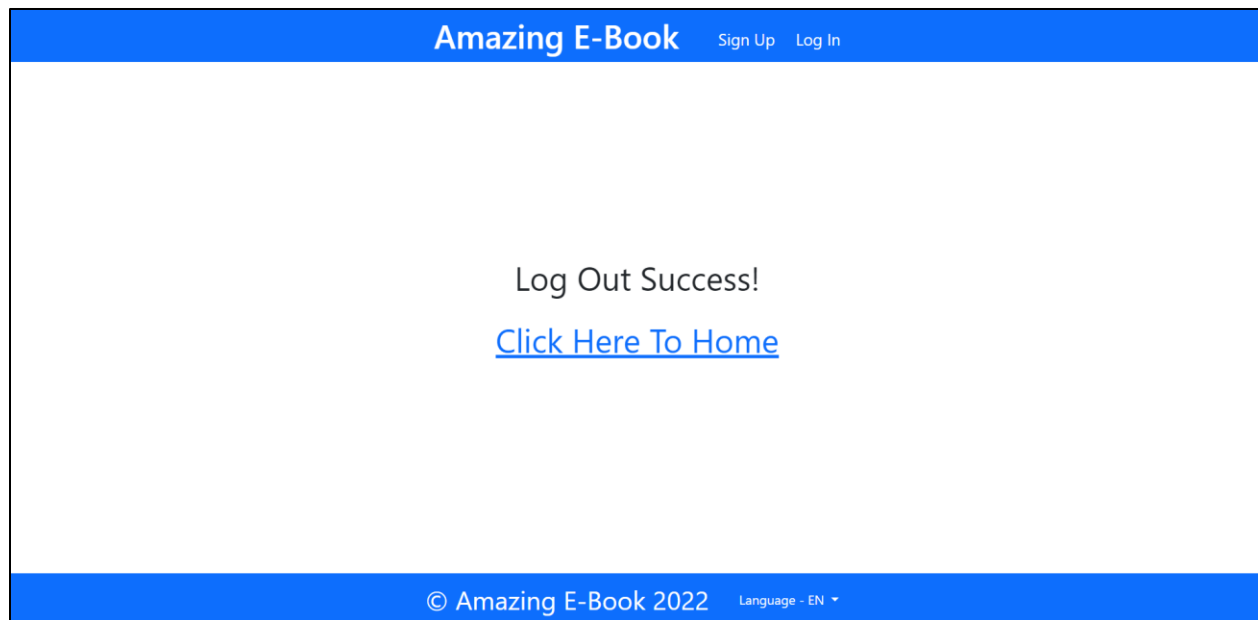 Amazing E-Book Sign Up Log In
Log Out Success!
Click Here To Home
© Amazing E-Book 2022 Language - EN